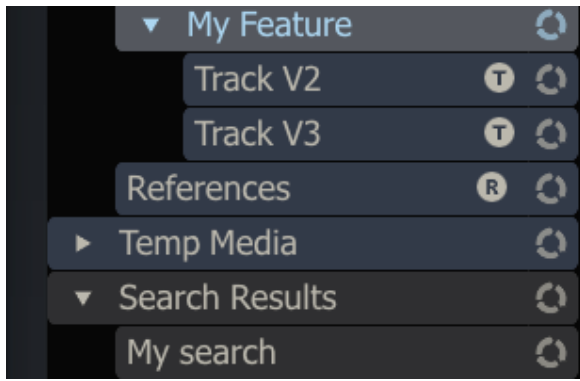 My Feature
Track V2 T
Track V3 T
References R
Temp Media
Search Results
My search